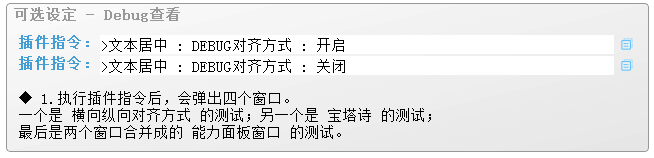 可选设定 - Debug查看
插件指令： >文本居中 : DEBUG对齐方式 : 开启
插件指令： >文本居中 : DEBUG对齐方式 : 关闭
◆ 1.执行插件指令后，会弹出四个窗口。
一个是 横向纵向对齐方式 的测试；另一个是 宝塔诗 的测试；
最后是两个窗口合并成的 能力面板窗口 的测试。